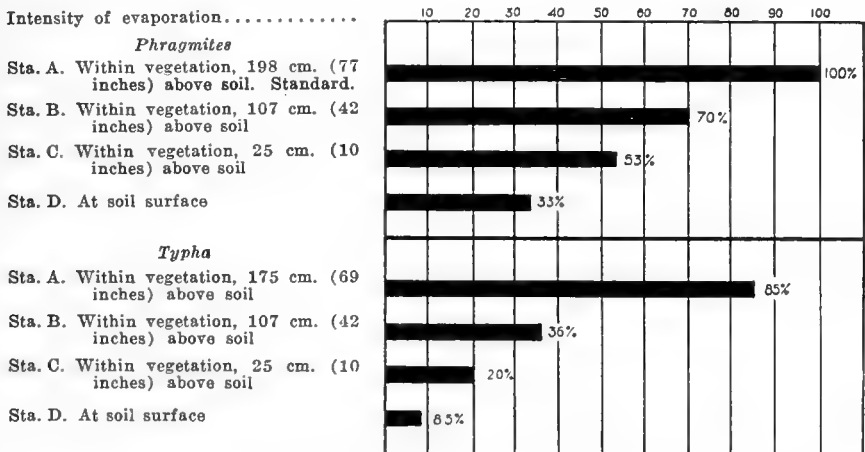 Intensity of evaporation.............
10 20 30 40 50 60 70 80 90 100
Phragmites
Sta. A. Within vegetation, 198 cm. (77
inches) above soil. Standard.
100%
Sta. B. Within vegetation, 107 cm. (42
inches) above soil
70%
Sta. C. Within vegetation, 25 cm. (10
inches) above soil
53%
Sta. D. At soil surface
33%
Typha
Sta. A. Within vegetation, 175 cm. (69
inches) above soil
85%
Sta. B. Within vegetation, 107 cm. (42
inches) above soil
36%
Sta. C. Within vegetation, 25 cm. (10
inches) above soil
20%
Sta. D. At soil surface
85%